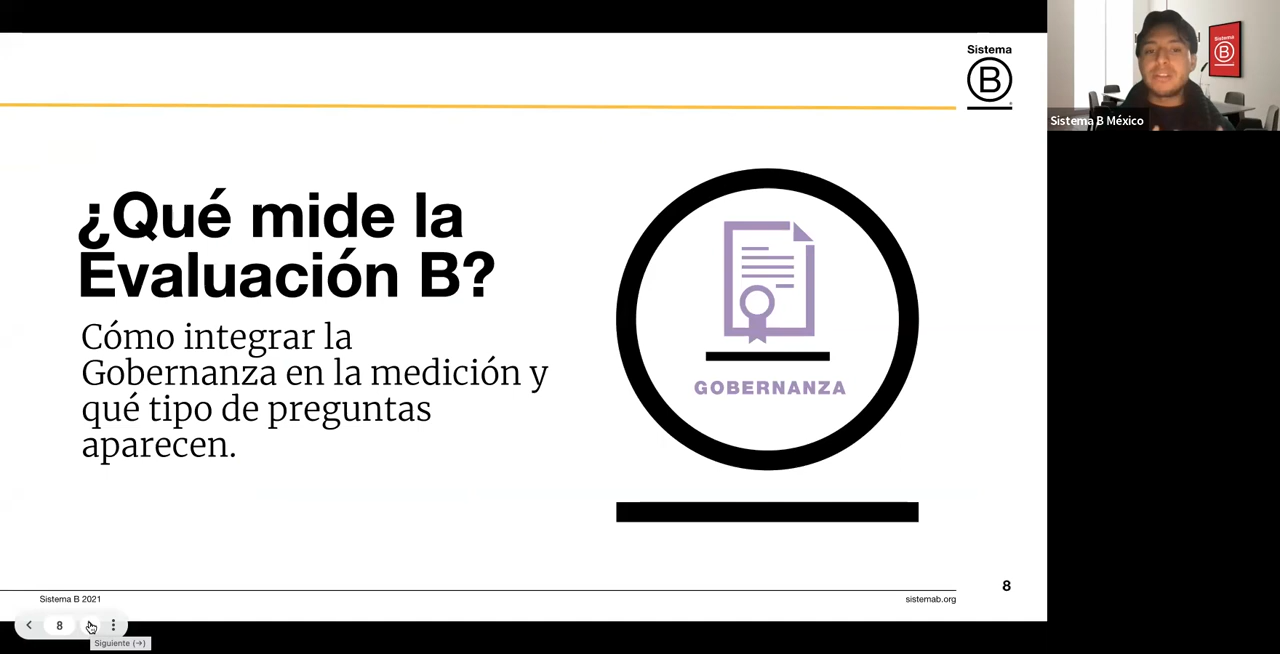 Sistema
B
¿Qué mide la
Evaluación B?
Cómo integrar la
Gobernanza en la medición y
qué tipo de preguntas
aparecen.
GOBERNANZA
8
Sistema B 2021
sistemab.org
8
Siguiente (→)
Sistema
B
Sistema B México